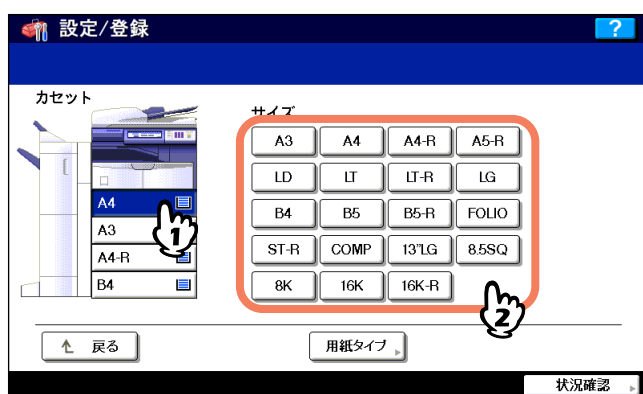 設定/登録 ?
カセット
サイズ
A3 A4 A4-R A5-R
LD LT LT-R LG
B4 B5 B5-R FOLIO
ST-R COMP 13"LG 8.5SQ
8K 16K 16K-R
A4
A3
A4-R
B4
1
2
戻る
用紙タイプ
状況確認